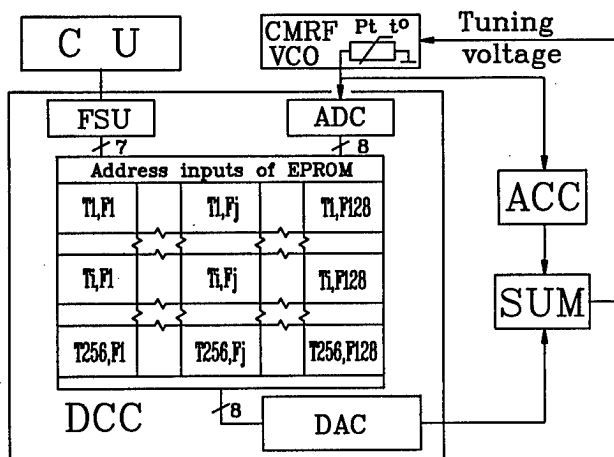 C U
CMRF VCO
Pt t°
Tuning voltage
FSU
ADC
7
8
Address inputs of EPROM
T1,F1 T1,Fj T1,F128
Ti,F1 Ti,Fj Ti,F128
T256,F1 T256,Fj T256,F128
ACC
SUM
8
DCC
DAC